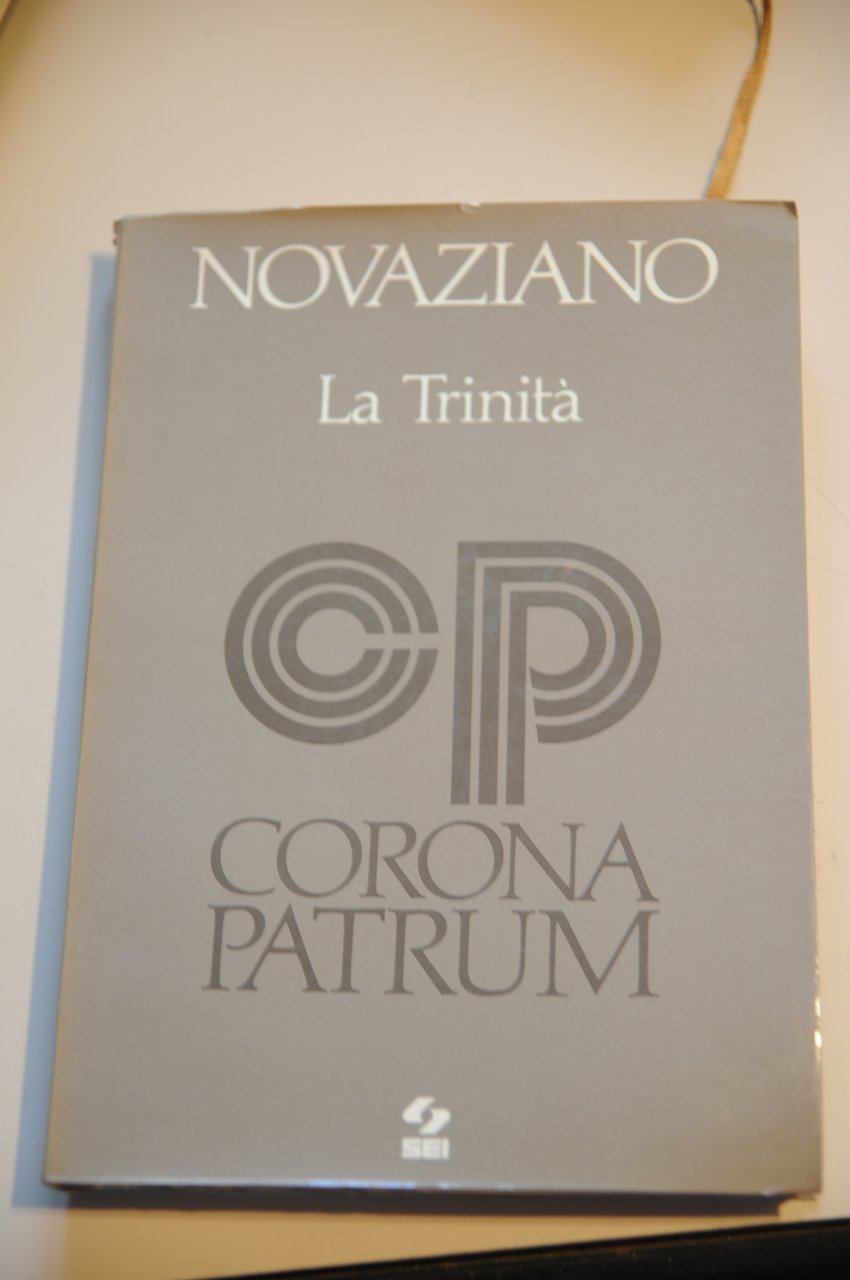 NOVAZIANO
La Trinità
CP
CORONA
PATRUM
SEI